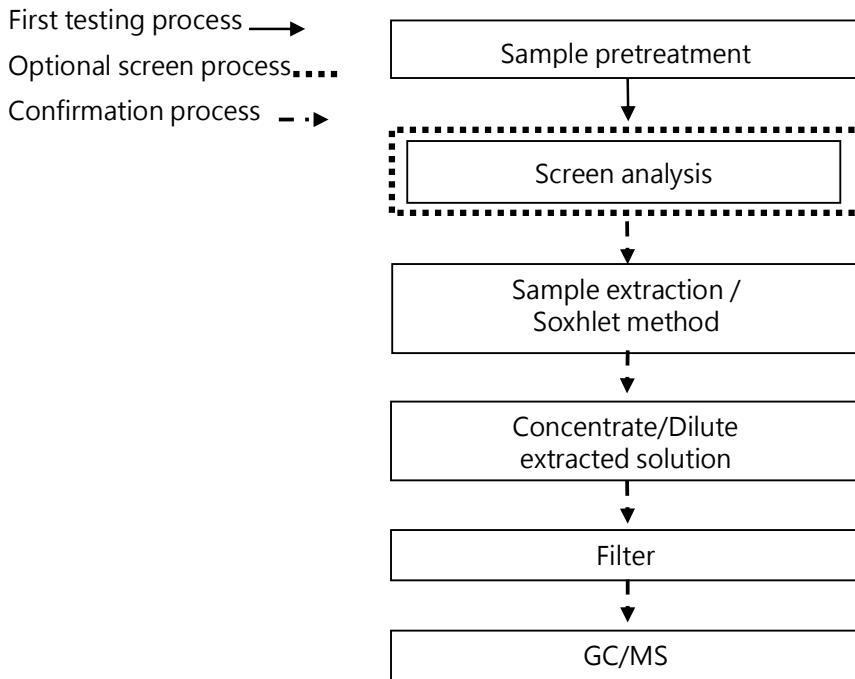 First testing process
Optional screen process
Confirmation process
Sample pretreatment
Screen analysis
Sample extraction /
Soxhlet method
Concentrate/Dilute
extracted solution
Filter
GC/MS